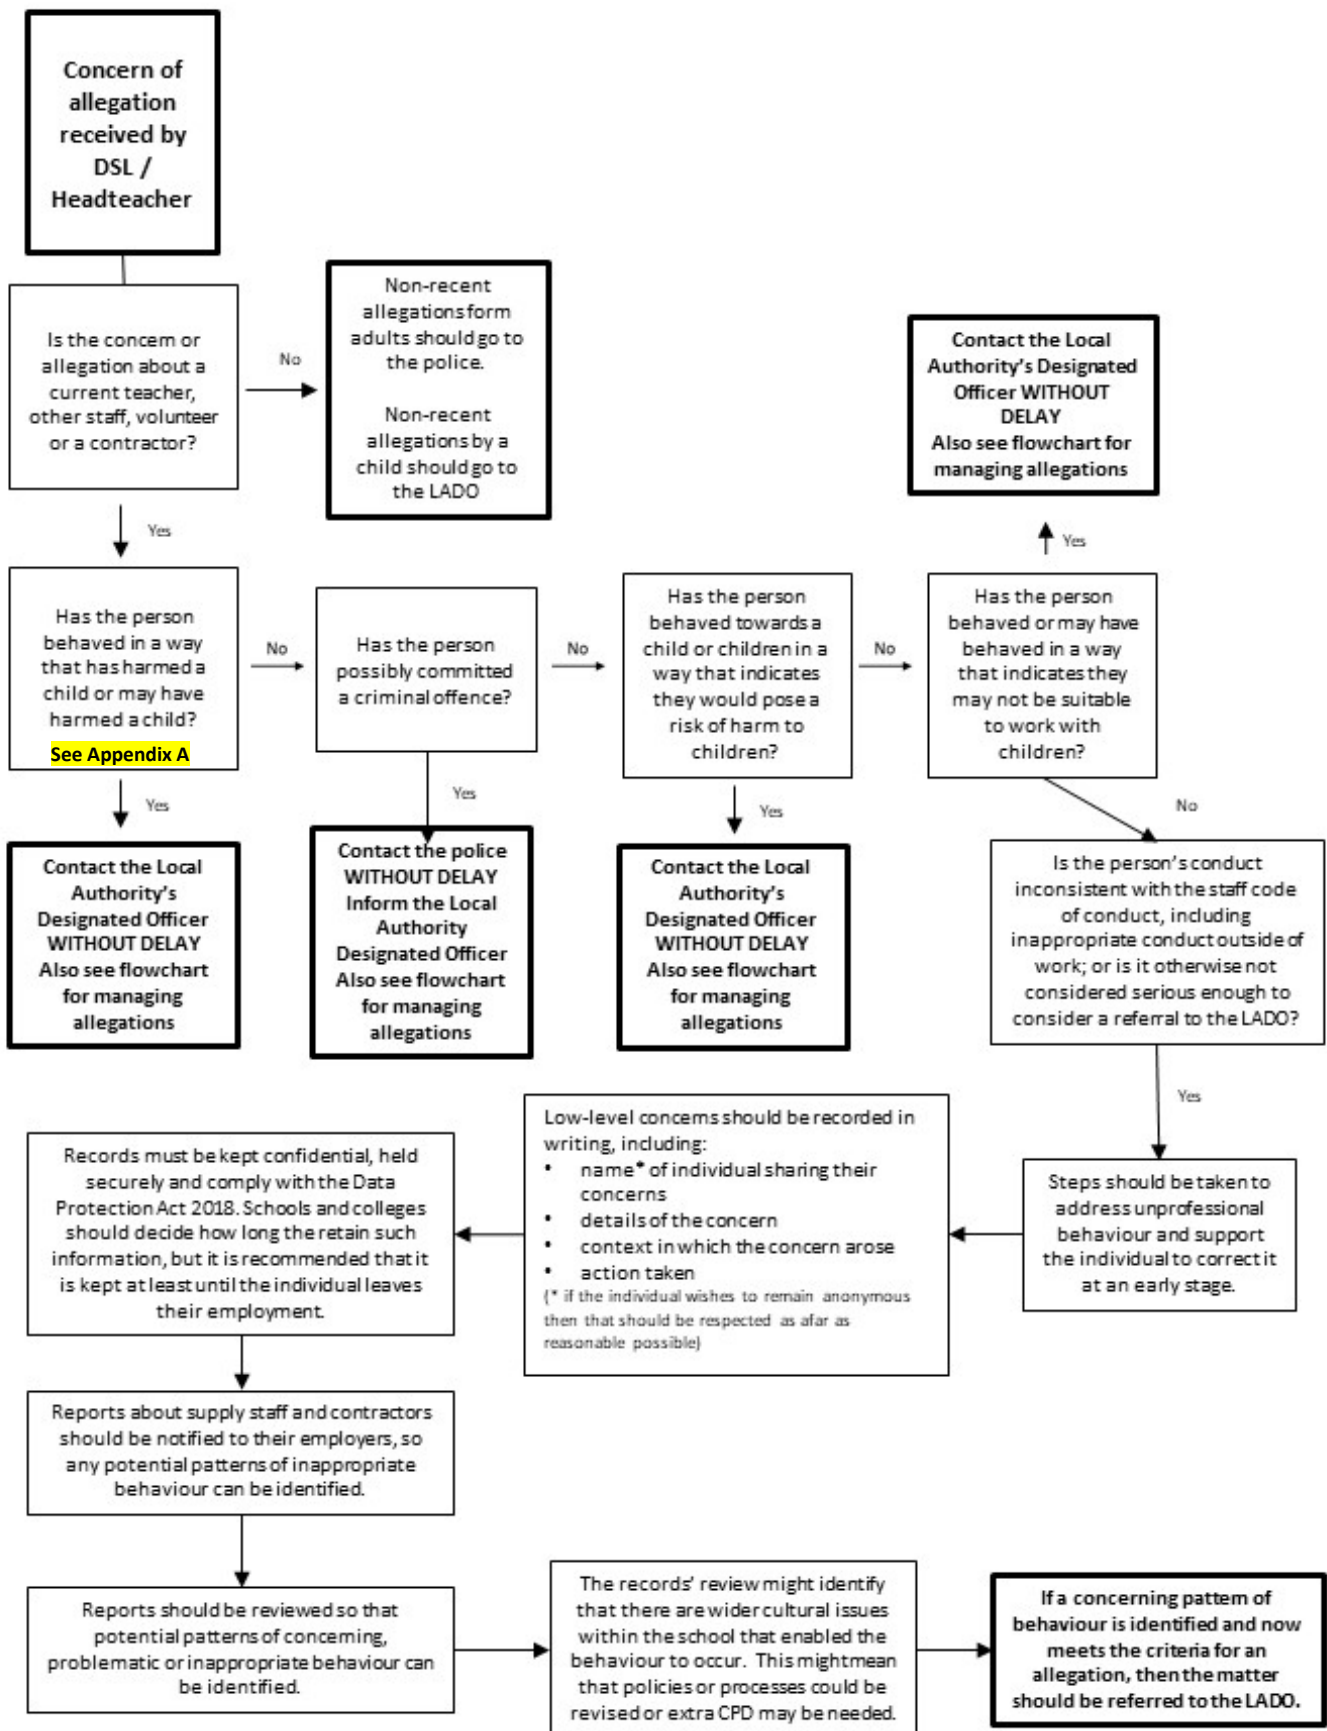 Concern of
allegation
received by
DSL /
Headteacher
Is the concern or
allegation about a
current teacher,
other staff, volunteer
or a contractor?
No
Non-recent
allegations form
adults should go to
the police.
Non-recent
allegations by a
child should go to
the LADO
Contact the Local
Authority's Designated
Officer WITHOUT
DELAY
Also see flowchart for
managing allegations
Yes
Yes
Has the person
behaved in a way
that has harmed a
child or may have
harmed a child?
See Appendix A
No
Has the person
possibly committed
a criminal offence?
No
Has the person
behaved towards a
child or children in a
way that indicates
they would pose a
risk of harm to
children?
No
Has the person
behaved or may have
behaved in a way
that indicates they
may not be suitable
to work with
children?
Yes
Yes
Yes
No
Contact the Local
Authority's
Designated Officer
WITHOUT DELAY
Also see flowchart
for managing
allegations
Contact the police
WITHOUT DELAY
Inform the Local
Authority
Designated Officer
Also see flowchart
for managing
allegations
Contact the Local
Authority's
Designated Officer
WITHOUT DELAY
Also see flowchart
for managing
allegations
Is the person's conduct
inconsistent with the staff code
of conduct, including
inappropriate conduct outside of
work; or is it otherwise not
considered serious enough to
consider a referral to the LADO?
Yes
Steps should be taken to
address unprofessional
behaviour and support
the individual to correct it
at an early stage.
Low-level concerns should be recorded in
writing, including:
• name* of individual sharing their
concerns
• details of the concern
• context in which the concern arose
• action taken
(* if the individual wishes to remain anonymous
then that should be respected as afar as
reasonable possible)
Records must be kept confidential, held
securely and comply with the Data
Protection Act 2018. Schools and colleges
should decide how long the retain such
information, but it is recommended that it
is kept at least until the individual leaves
their employment.
Reports about supply staff and contractors
should be notified to their employers, so
any potential patterns of inappropriate
behaviour can be identified.
Reports should be reviewed so that
potential patterns of concerning,
problematic or inappropriate behaviour can
be identified.
The records' review might identify
that there are wider cultural issues
within the school that enabled the
behaviour to occur. This might mean
that policies or processes could be
revised or extra CPD may be needed.
If a concerning pattern of
behaviour is identified and now
meets the criteria for an
allegation, then the matter
should be referred to the LADO.